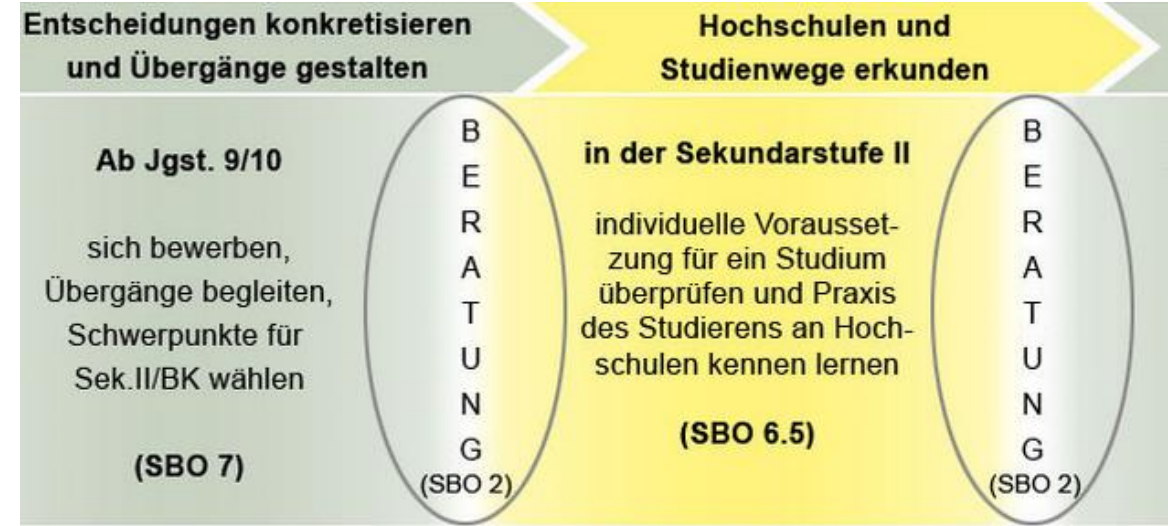 Entscheidungen konkretisieren
und Übergänge gestalten
Ab Jgst. 9/10
sich bewerben,
Übergänge begleiten,
Schwerpunkte für
Sek.II/BK wählen
(SBO 7)
B
E
R
A
T
U
N
G
(SBO 2)
Hochschulen und
Studienwege erkunden
in der Sekundarstufe II
individuelle Vorausset-
zung für ein Studium
überprüfen und Praxis
des Studierens an Hoch-
schulen kennen lernen
(SBO 6.5)
B
E
R
A
T
U
N
G
(SBO 2)